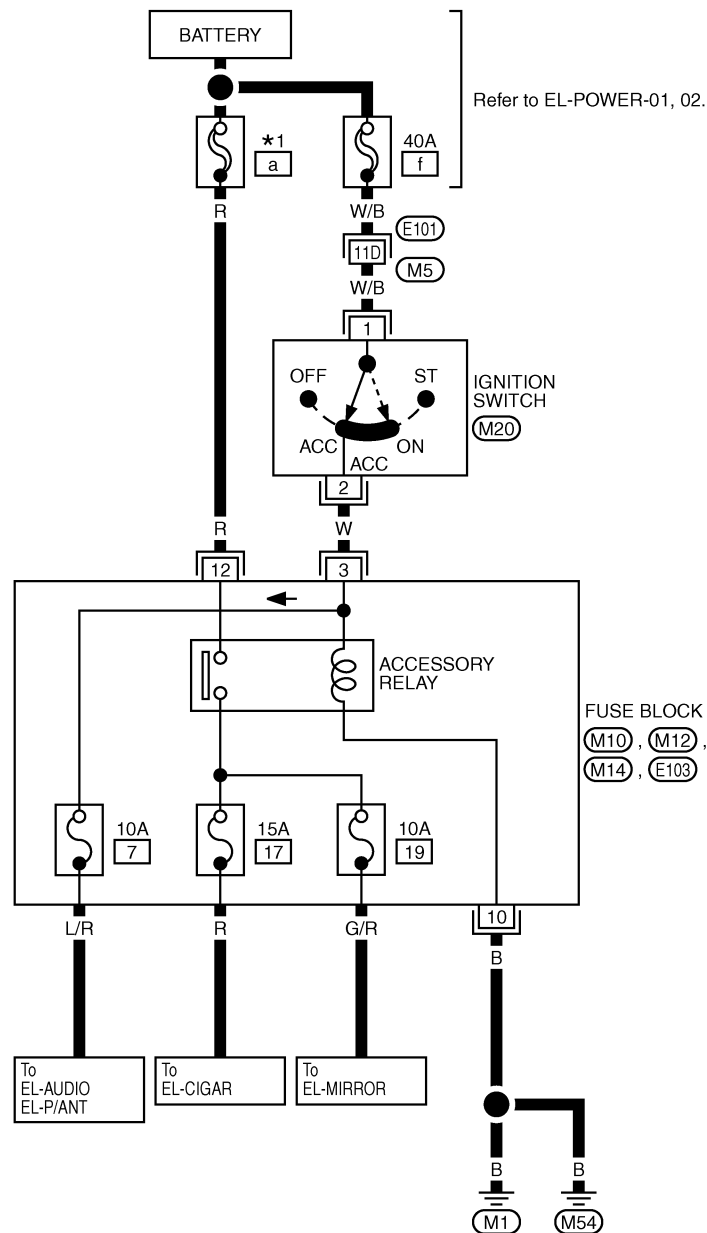 BATTERY
Refer to EL-POWER-01, 02.
*1
a
40A
f
R
W/B
E101
11D
M5
W/B
1
OFF
ST
IGNITION
SWITCH
M20
ACC
ON
ACC
2
R
W
12
3
ACCESSORY
RELAY
FUSE BLOCK
M10 , M12 ,
M14 , E103
10A
7
15A
17
10A
19
10
L/R
R
G/R
B
To
EL-AUDIO
EL-P/ANT
To
EL-CIGAR
To
EL-MIRROR
B
B
M1
M54